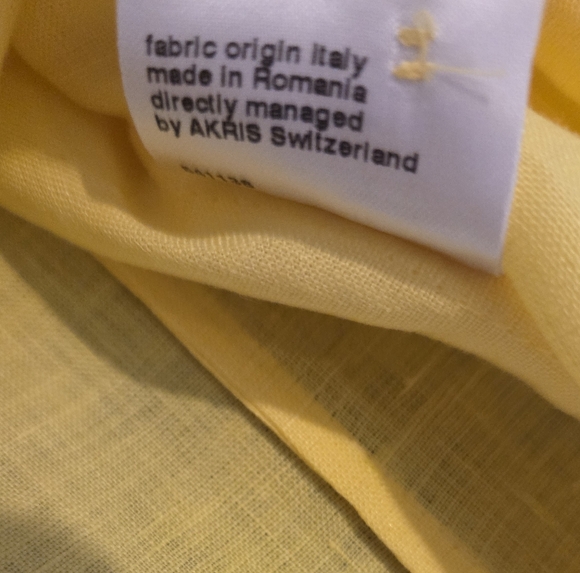 fabric origin Italy
made in Romania
directly managed
by AKRIS Switzerland